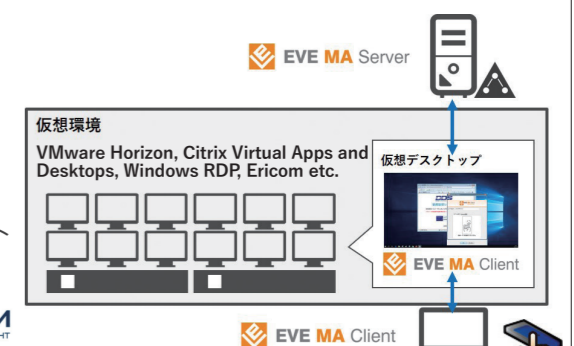 EVE MA Server
仮想環境
VMware Horizon, Citrix Virtual Apps and
Desktops, Windows RDP, Ericom etc.
仮想デスクトップ
EVE MA Client
EVE MA Client